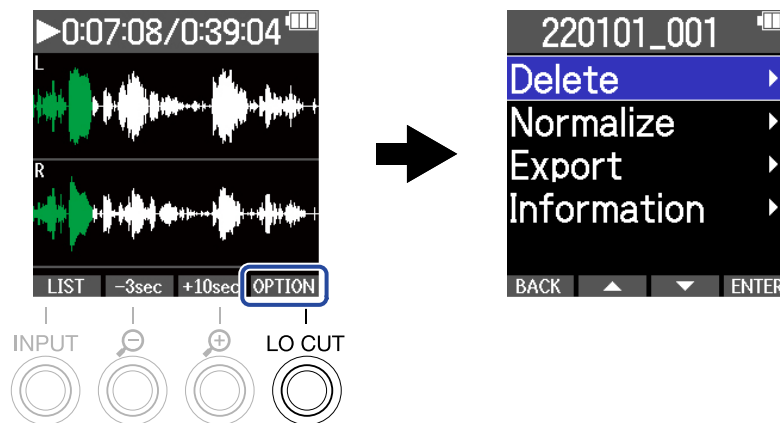 ▶0:07:08/0:39:04
L
R
LIST -3sec +10sec OPTION
INPUT LO CUT
220101_001
Delete
Normalize
Export
Information
BACK ▲ ▼ ENTER